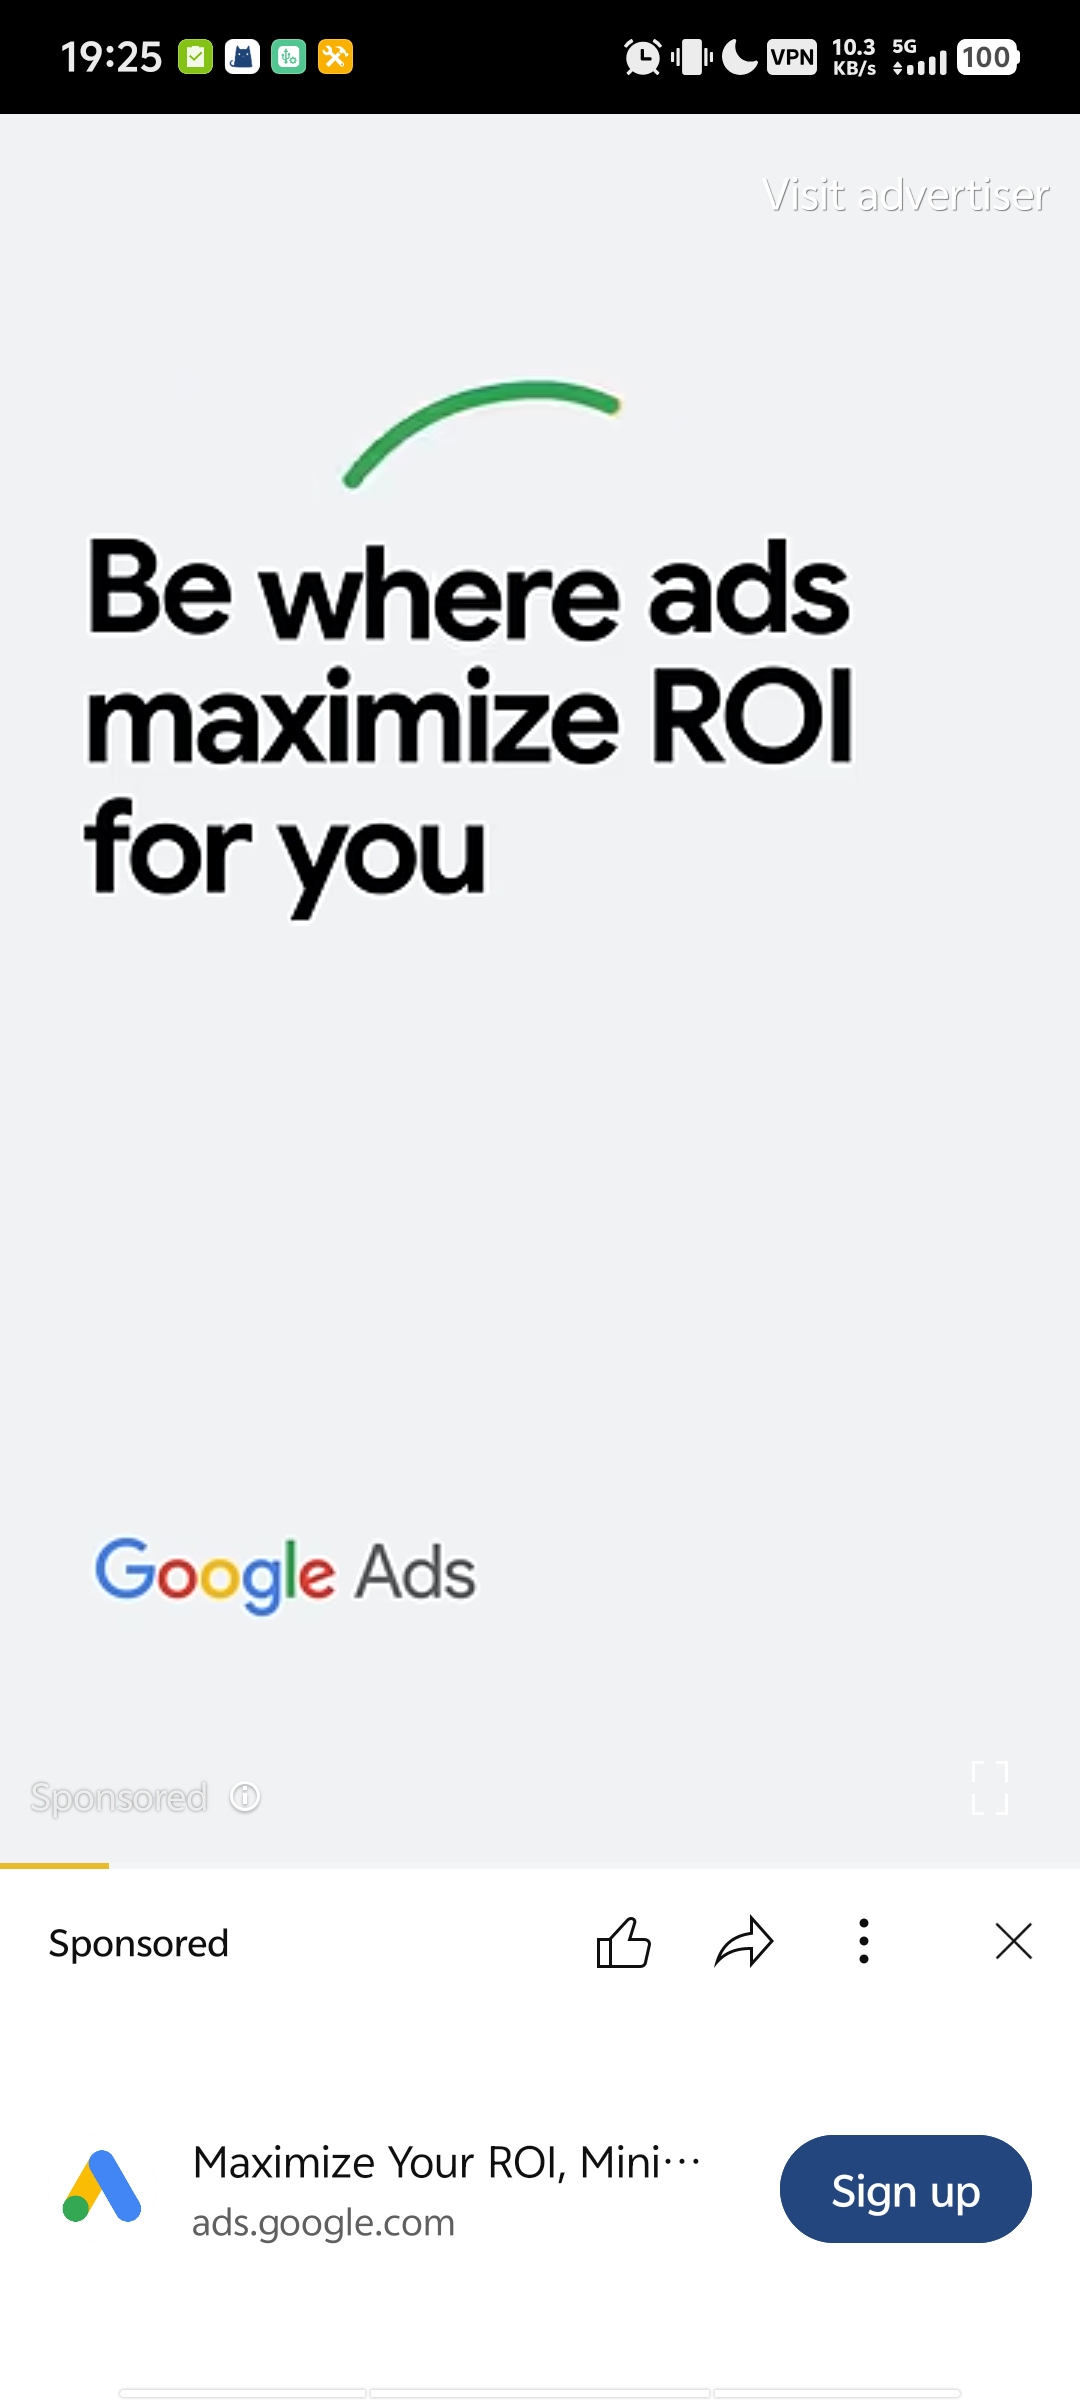 19:25
VPN
10.3
KB/s
5G
100
Visit advertiser
Be where ads
maximize ROI
for you
Google Ads
Sponsored
Sponsored
Maximize Your ROI, Mini…
ads.google.com
Sign up